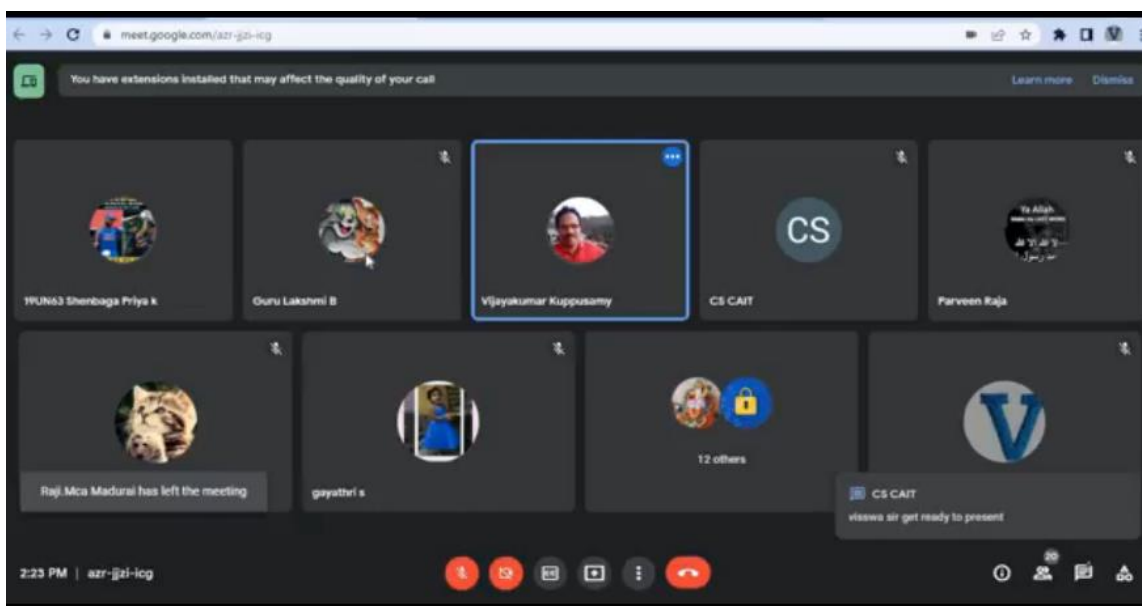 meet.google.com/azr-jjzi-icg
You have extensions installed that may affect the quality of your call
Learn more
Dismiss
19UN63 Shenbaga Priya k
Guru Lakshmi B
Vijayakumar Kuppusamy
CS
CS CAIT
Ya Allah
Parveen Raja
Raji.Mca Madurai has left the meeting
gayathri s
12 others
V
CS CAIT
visswa sir get ready to present
2:23 PM | azr-jjzi-icg
20